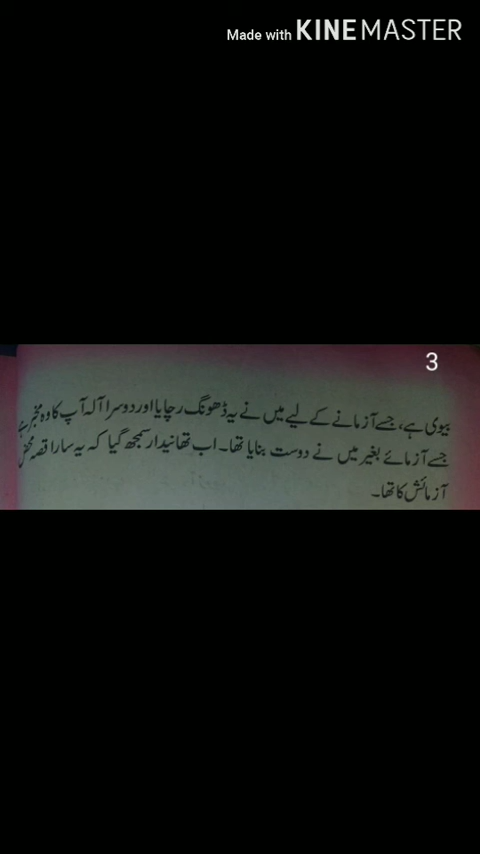 Made with KINEMASTER
3
بیوی ہے، جسے آزمانے کے لیے میں نے یہ ڈھونگ رچایا اور دوسرا آلہ آپ کا وہ مخبر ہے
جسے آزمائے بغیر میں نے دوست بنایا تھا۔ اب تھانیدار سمجھ گیا کہ یہ سارا قصہ محض
آزمائش کا تھا۔